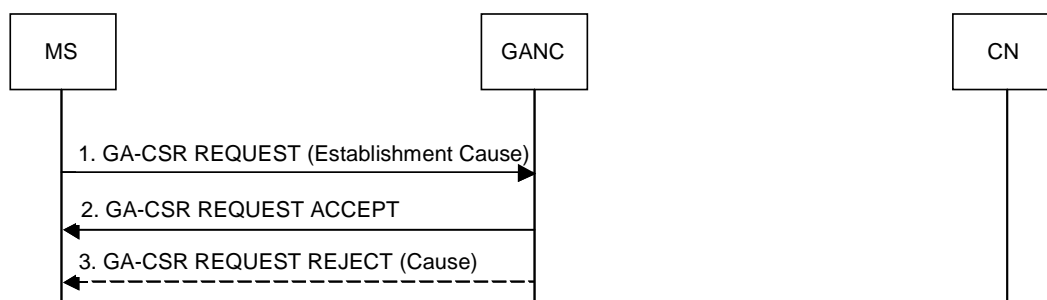 MS
GANC
CN
1. GA-CSR REQUEST (Establishment Cause)
2. GA-CSR REQUEST ACCEPT
3. GA-CSR REQUEST REJECT (Cause)